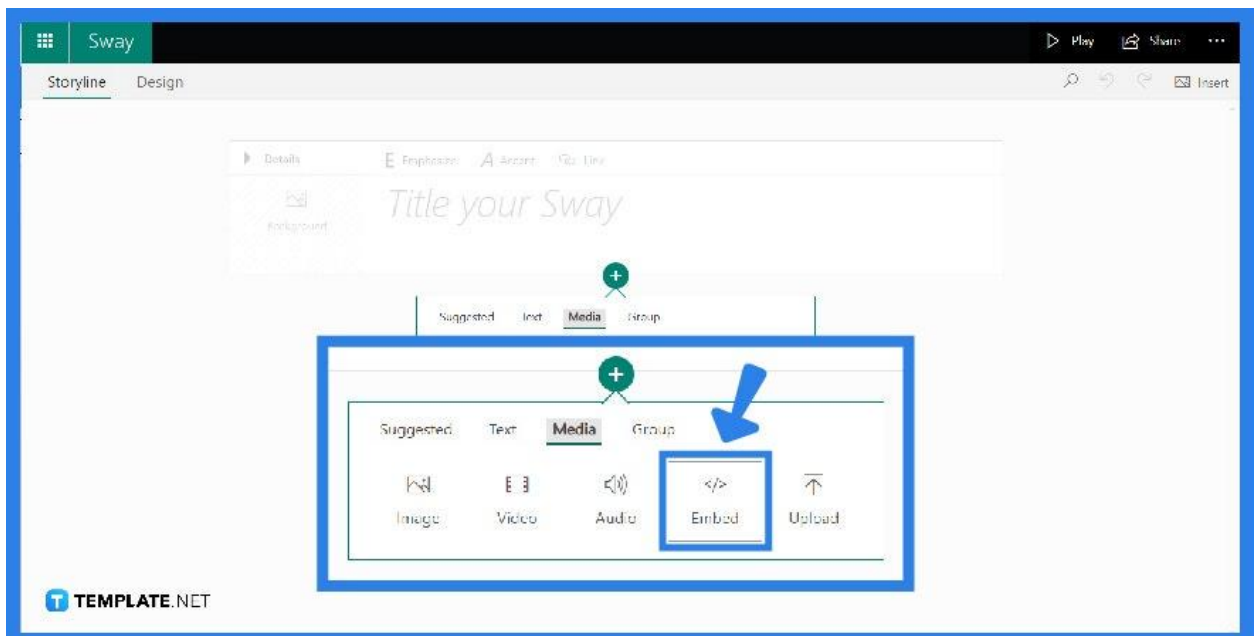 Sway Play Share ...
Storyline Design Insert
Details E Emphasize A Accent Link
Title your Sway
Background
+
Suggested Text Media Group
+
Suggested Text Media Group
</>
Image Video Audio Embed Upload
T TEMPLATE.NET